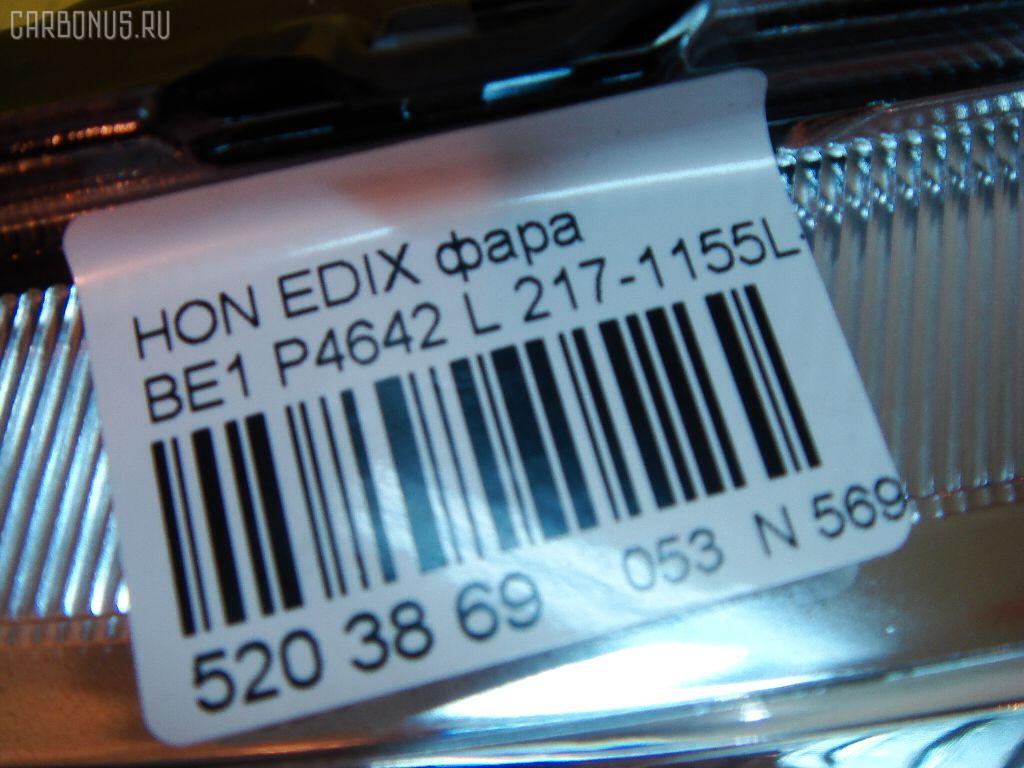 CARBONUS.RU
HON EDIX фара
BE1 P4642 L 217-1155L-
520 38 69 053 N 569